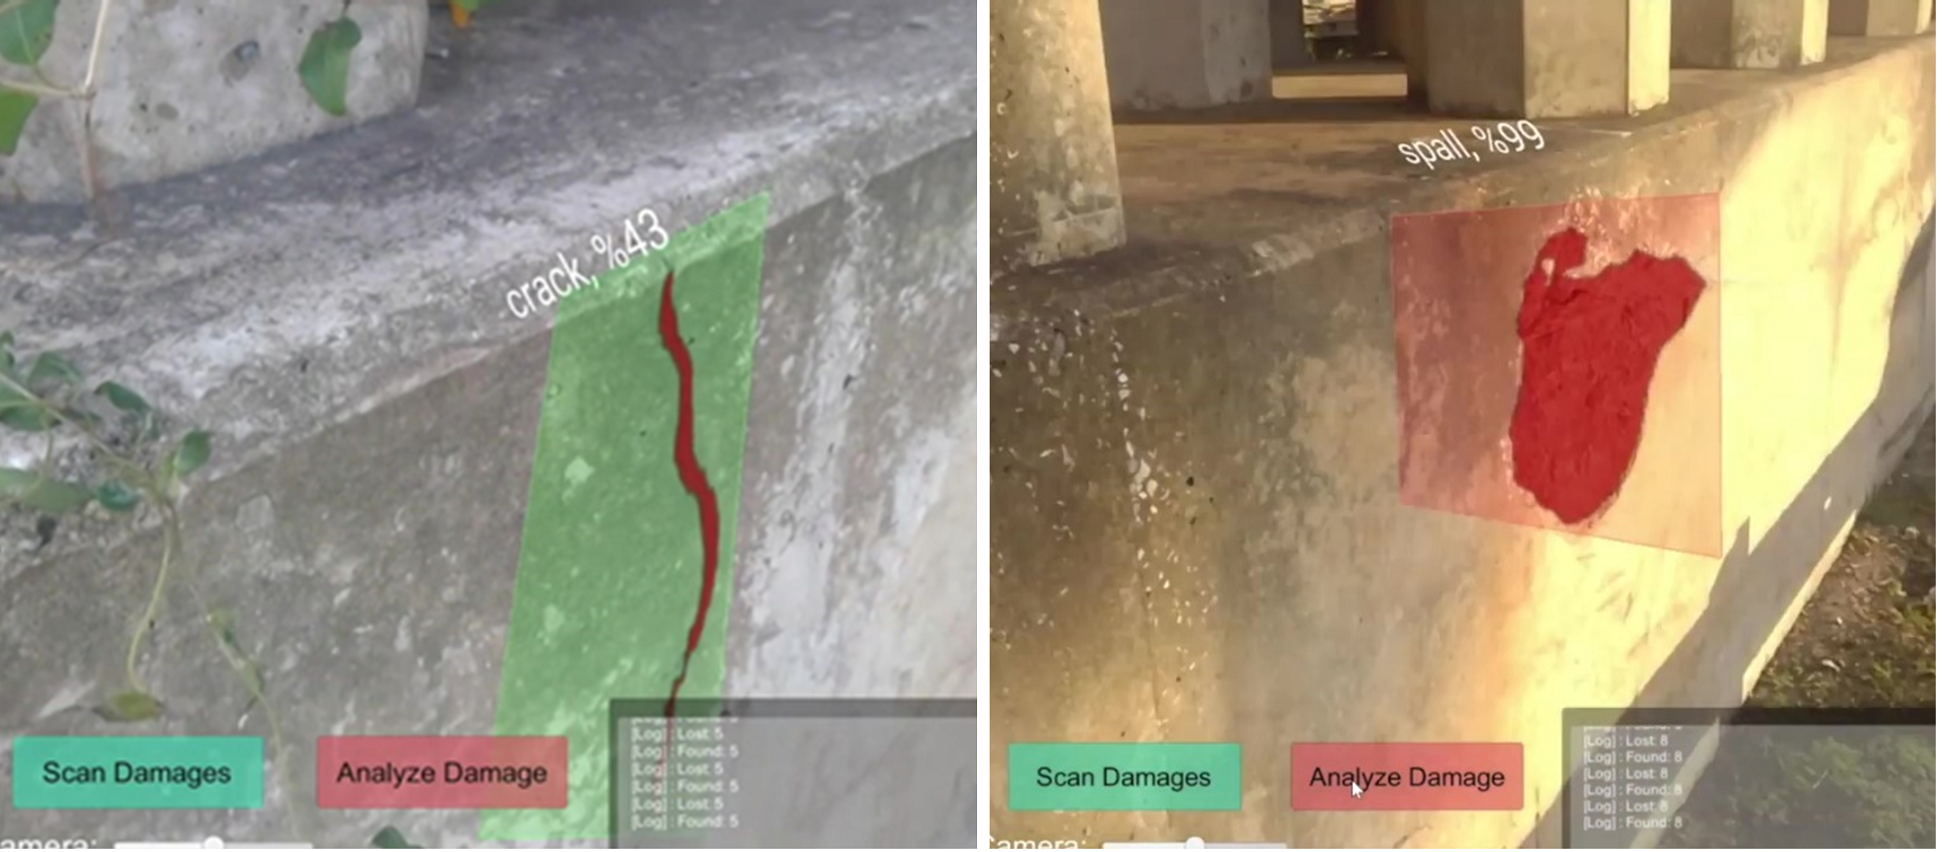 crack, %43
[Log] : Lost: 5
[Log] : Found: 5
[Log] : Lost: 5
[Log] : Found: 5
[Log] : Lost: 5
[Log] : Found: 5
Scan Damages
Analyze Damage
amera:
spall, %99
[Log] : Lost: 8
[Log] : Found: 8
[Log] : Lost: 8
[Log] : Found: 8
[Log] : Lost: 8
[Log] : Found: 8
Scan Damages
Analyze Damage
Camera: